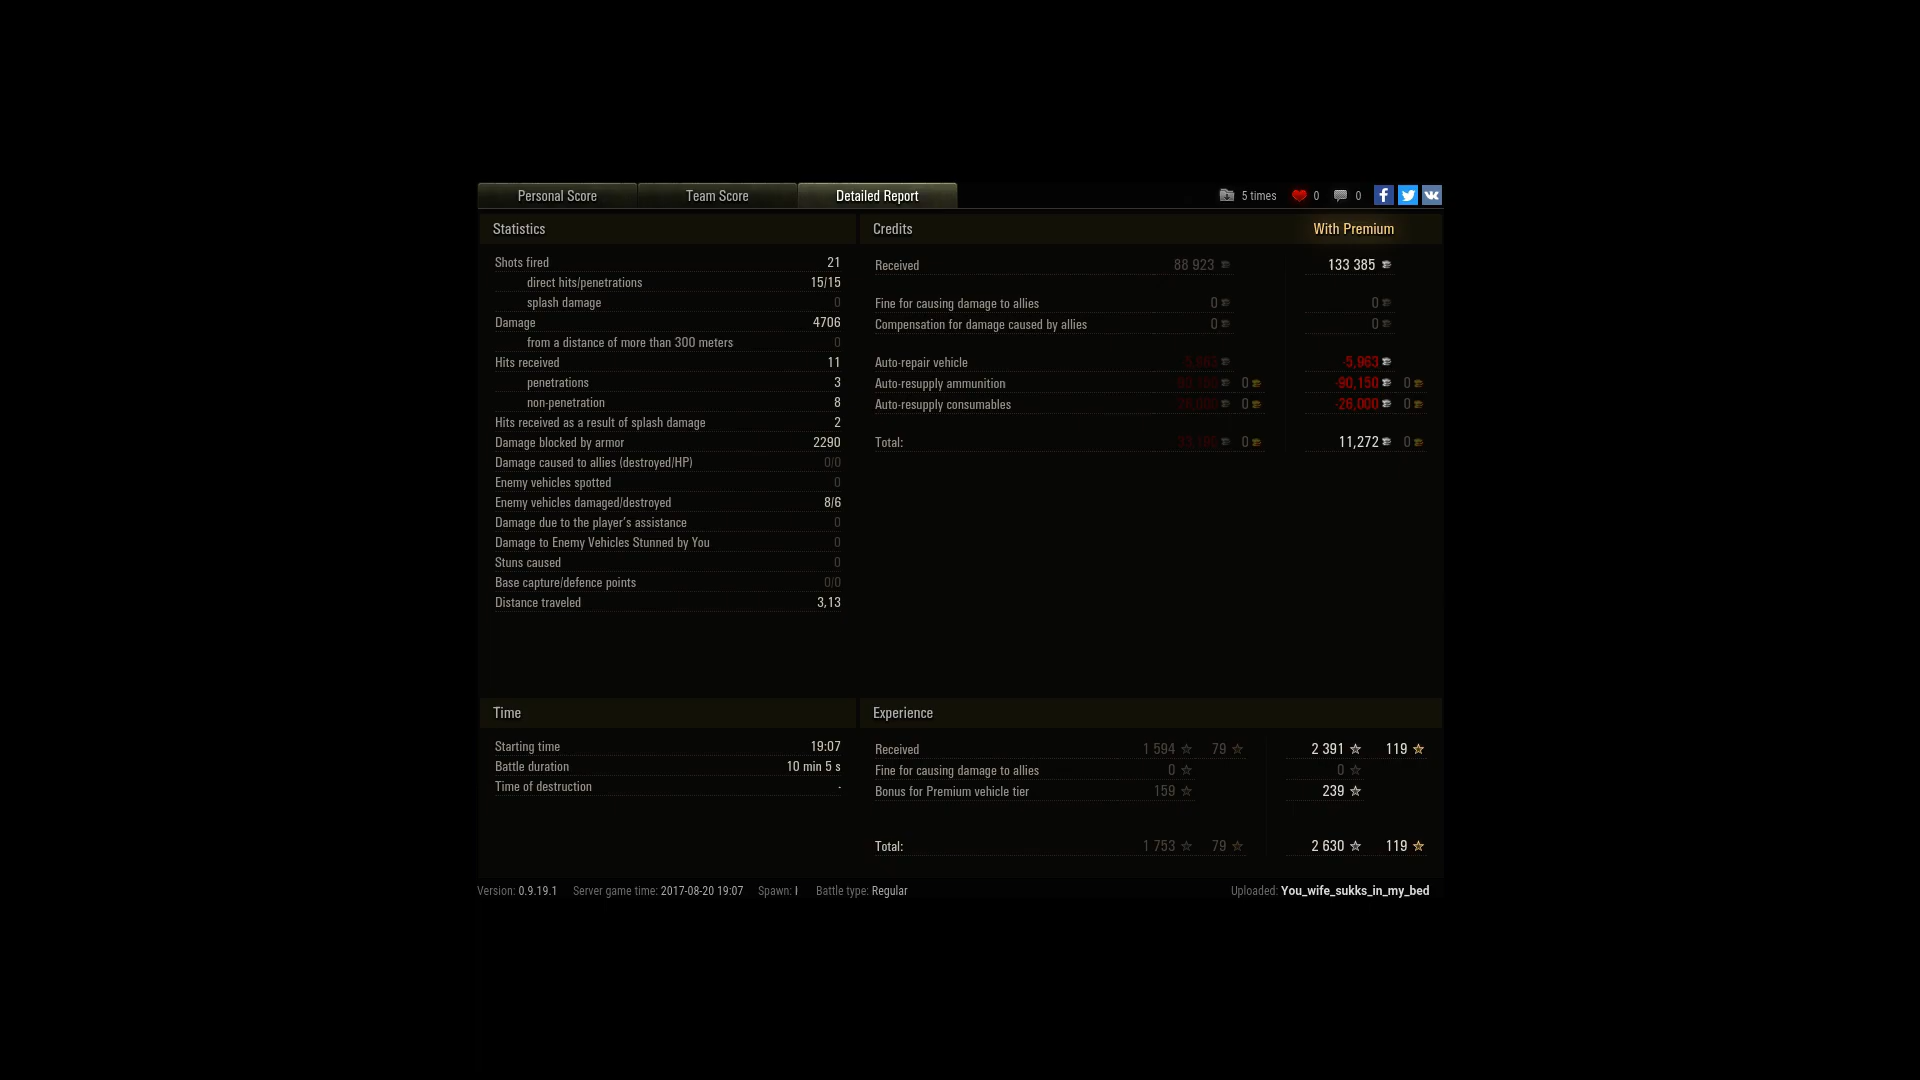 Personal Score Team Score Detailed Report 5 times 0 0
Statistics
Shots fired 21
direct hits/penetrations 15/15
splash damage 0
Damage 4706
from a distance of more than 300 meters 0
Hits received 11
penetrations 3
non-penetration 8
Hits received as a result of splash damage 2
Damage blocked by armor 2290
Damage caused to allies (destroyed/HP) 0/0
Enemy vehicles spotted 0
Enemy vehicles damaged/destroyed 8/6
Damage due to the player's assistance 0
Damage to Enemy Vehicles Stunned by You 0
Stuns caused 0
Base capture/defence points 0/0
Distance traveled 3,13
Credits With Premium
Received 88 923 133 385
Fine for causing damage to allies 0 0
Compensation for damage caused by allies 0 0
Auto-repair vehicle -5,963
Auto-resupply ammunition 0 -90,150 0
Auto-resupply consumables 0 -26,000 0
Total: 0 11,272 0
Time
Starting time 19:07
Battle duration 10 min 5 s
Time of destruction -
Experience
Received 1 594 79 2 391 119
Fine for causing damage to allies 0 0
Bonus for Premium vehicle tier 159 239
Total: 1 753 79 2 630 119
Version: 0.9.19.1 Server game time: 2017-08-20 19:07 Spawn: I Battle type: Regular Uploaded: You_wife_sukks_in_my_bed